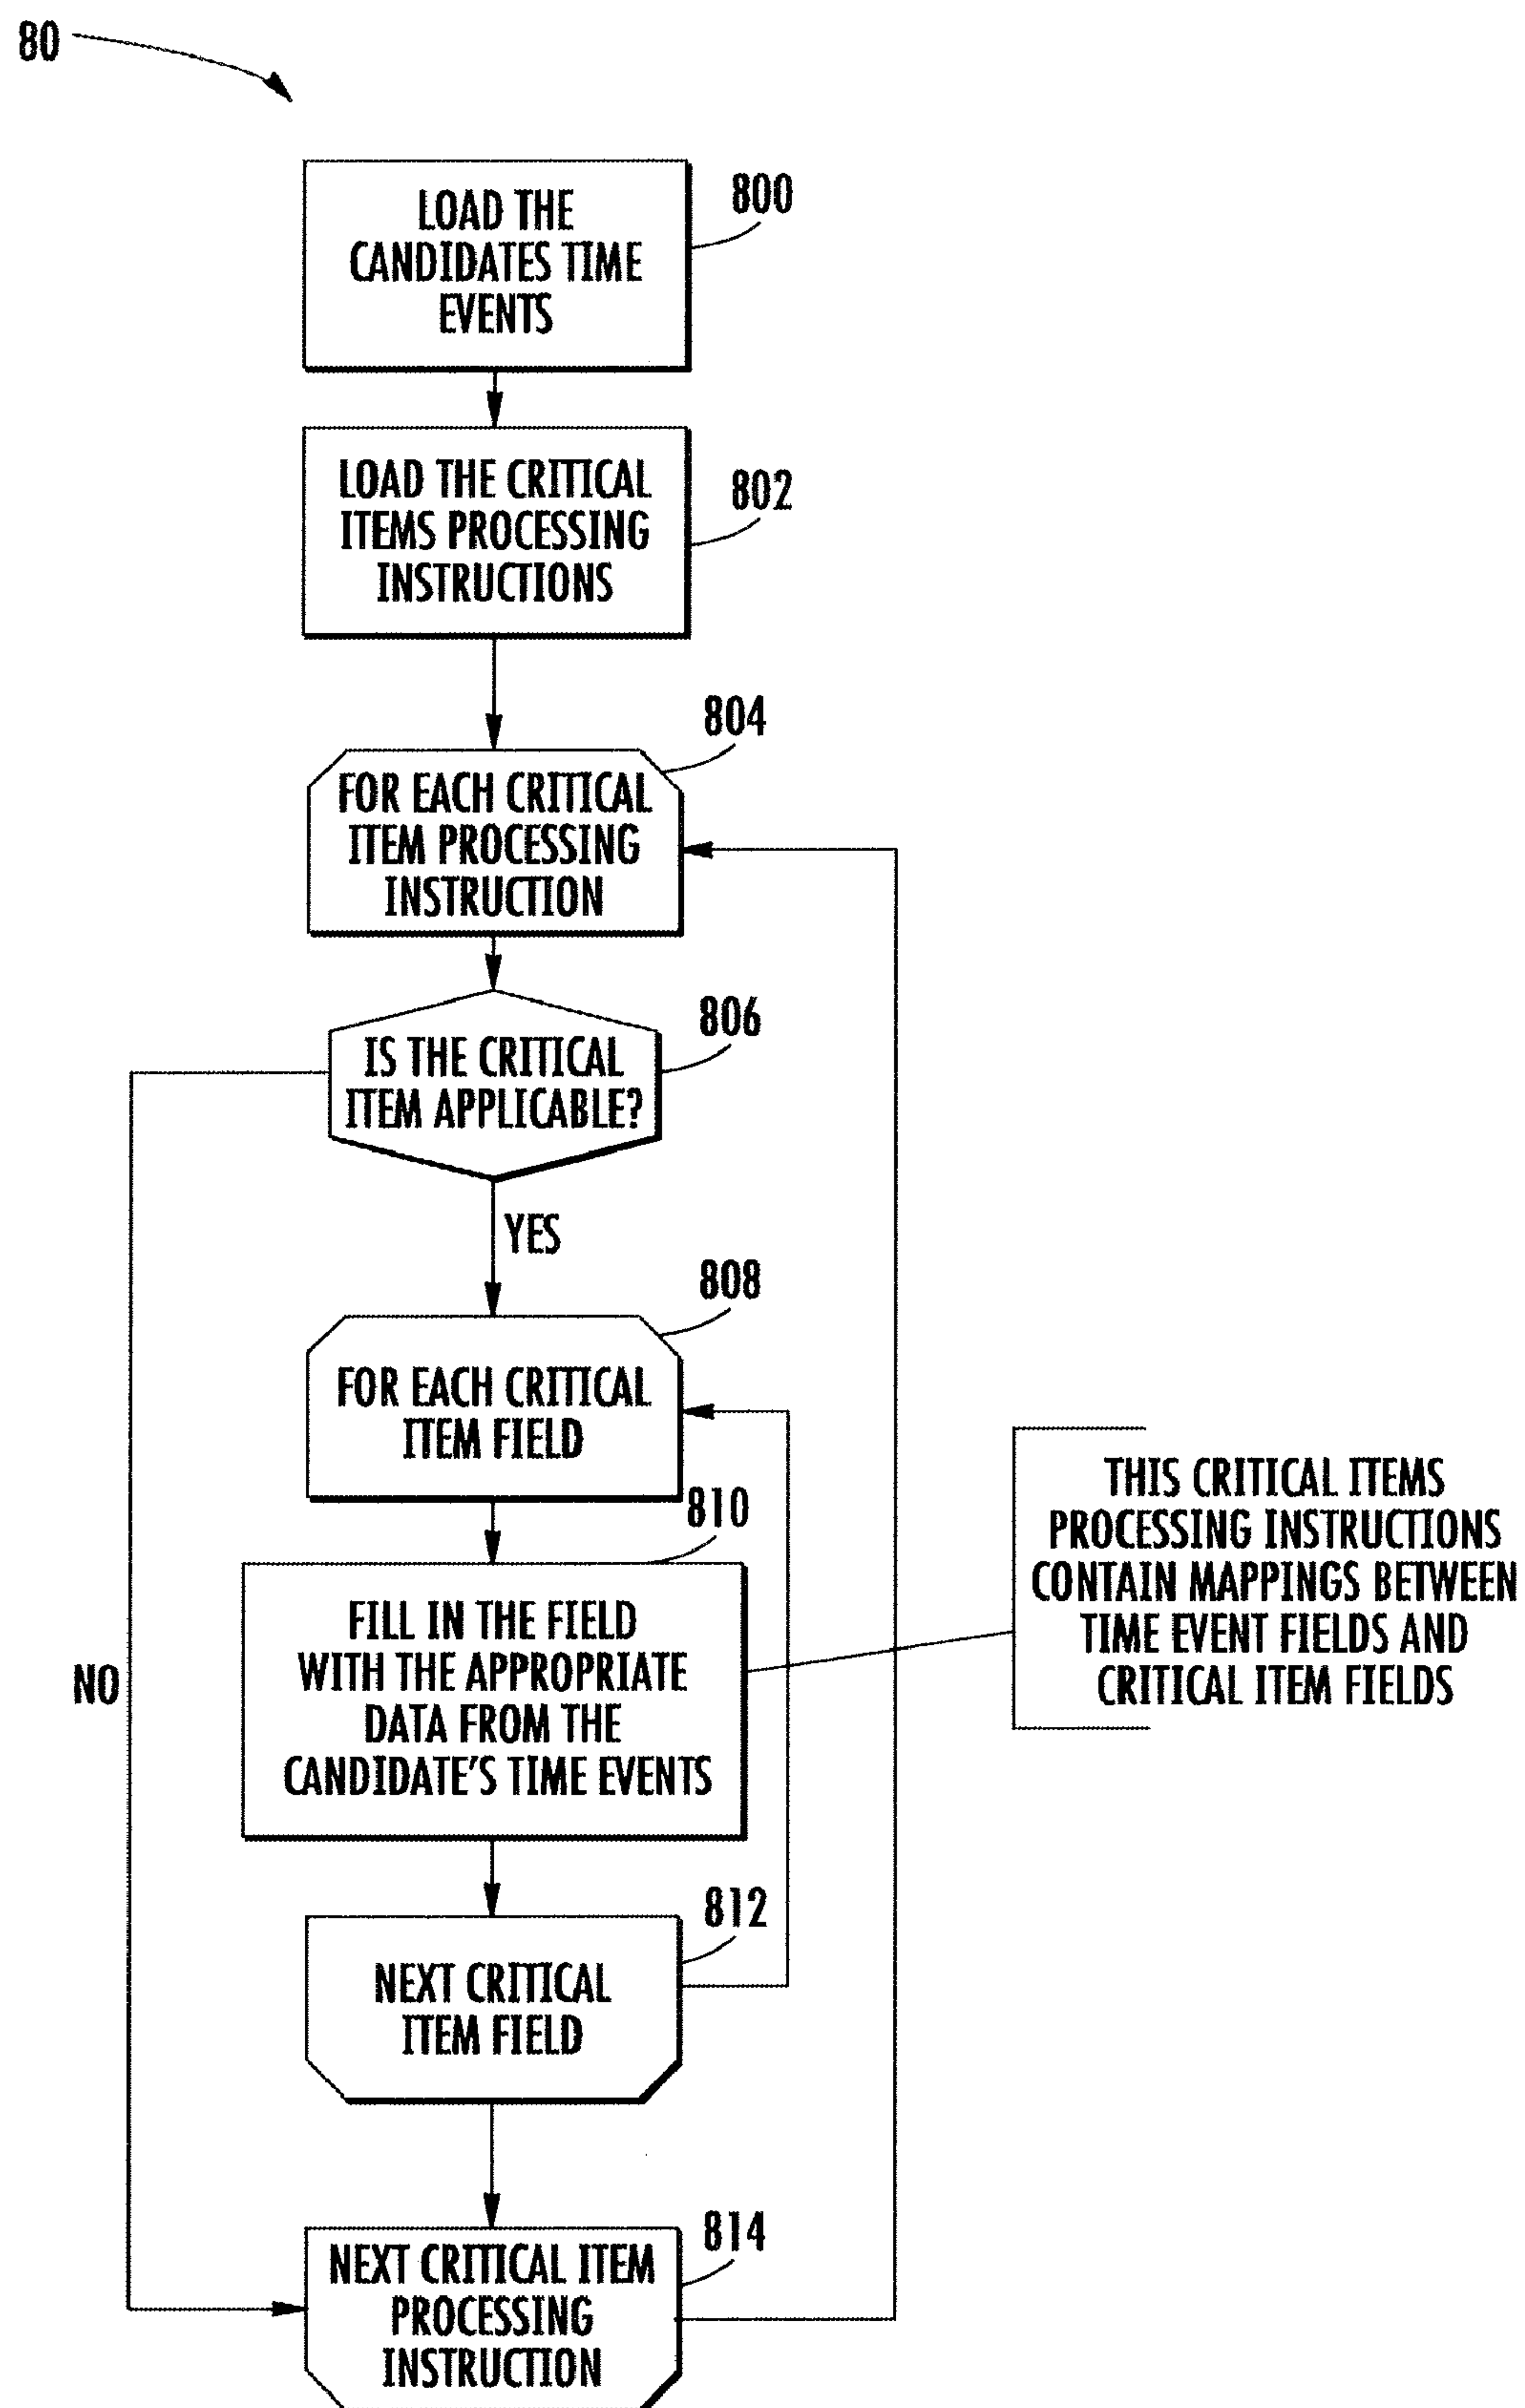 80
LOAD THE
CANDIDATES TIME
EVENTS
800
LOAD THE CRITICAL
ITEMS PROCESSING
INSTRUCTIONS
802
804
FOR EACH CRITICAL
ITEM PROCESSING
INSTRUCTION
806
IS THE CRITICAL
ITEM APPLICABLE?
YES
808
FOR EACH CRITICAL
ITEM FIELD
810
FILL IN THE FIELD
WITH THE APPROPRIATE
DATA FROM THE
CANDIDATE'S TIME EVENTS
THIS CRITICAL ITEMS
PROCESSING INSTRUCTIONS
CONTAIN MAPPINGS BETWEEN
TIME EVENT FIELDS AND
CRITICAL ITEM FIELDS
NO
812
NEXT CRITICAL
ITEM FIELD
814
NEXT CRITICAL ITEM
PROCESSING
INSTRUCTION